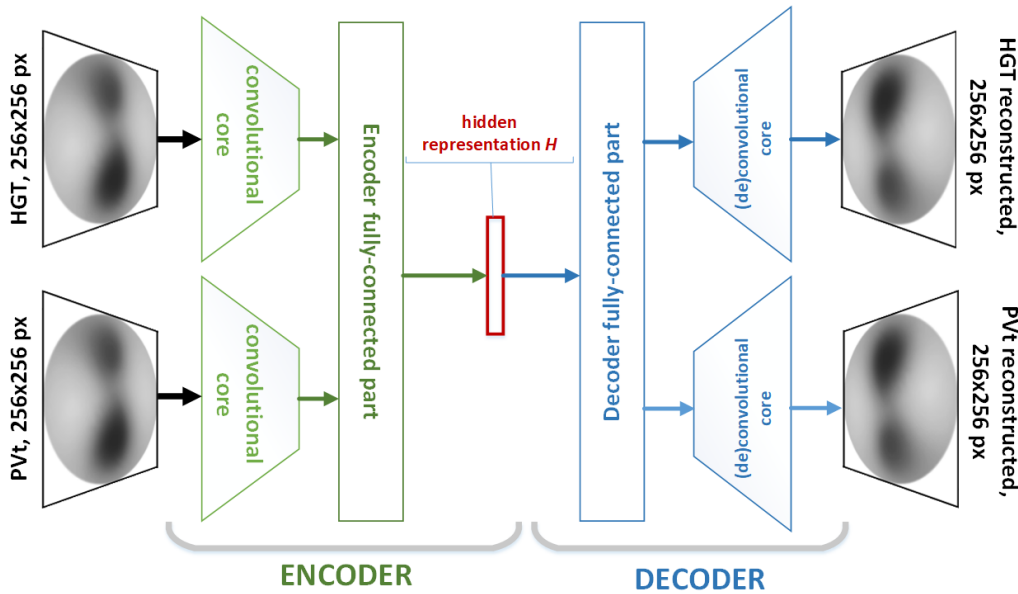 HGT, 256x256 px
convolutional
core
Encoder fully-connected part
hidden
representation H
Decoder fully-connected part
(de)convolutional
core
HGT reconstructed,
256x256 px
PVt, 256x256 px
convolutional
core
(de)convolutional
core
PVt reconstructed,
256x256 px
ENCODER
DECODER